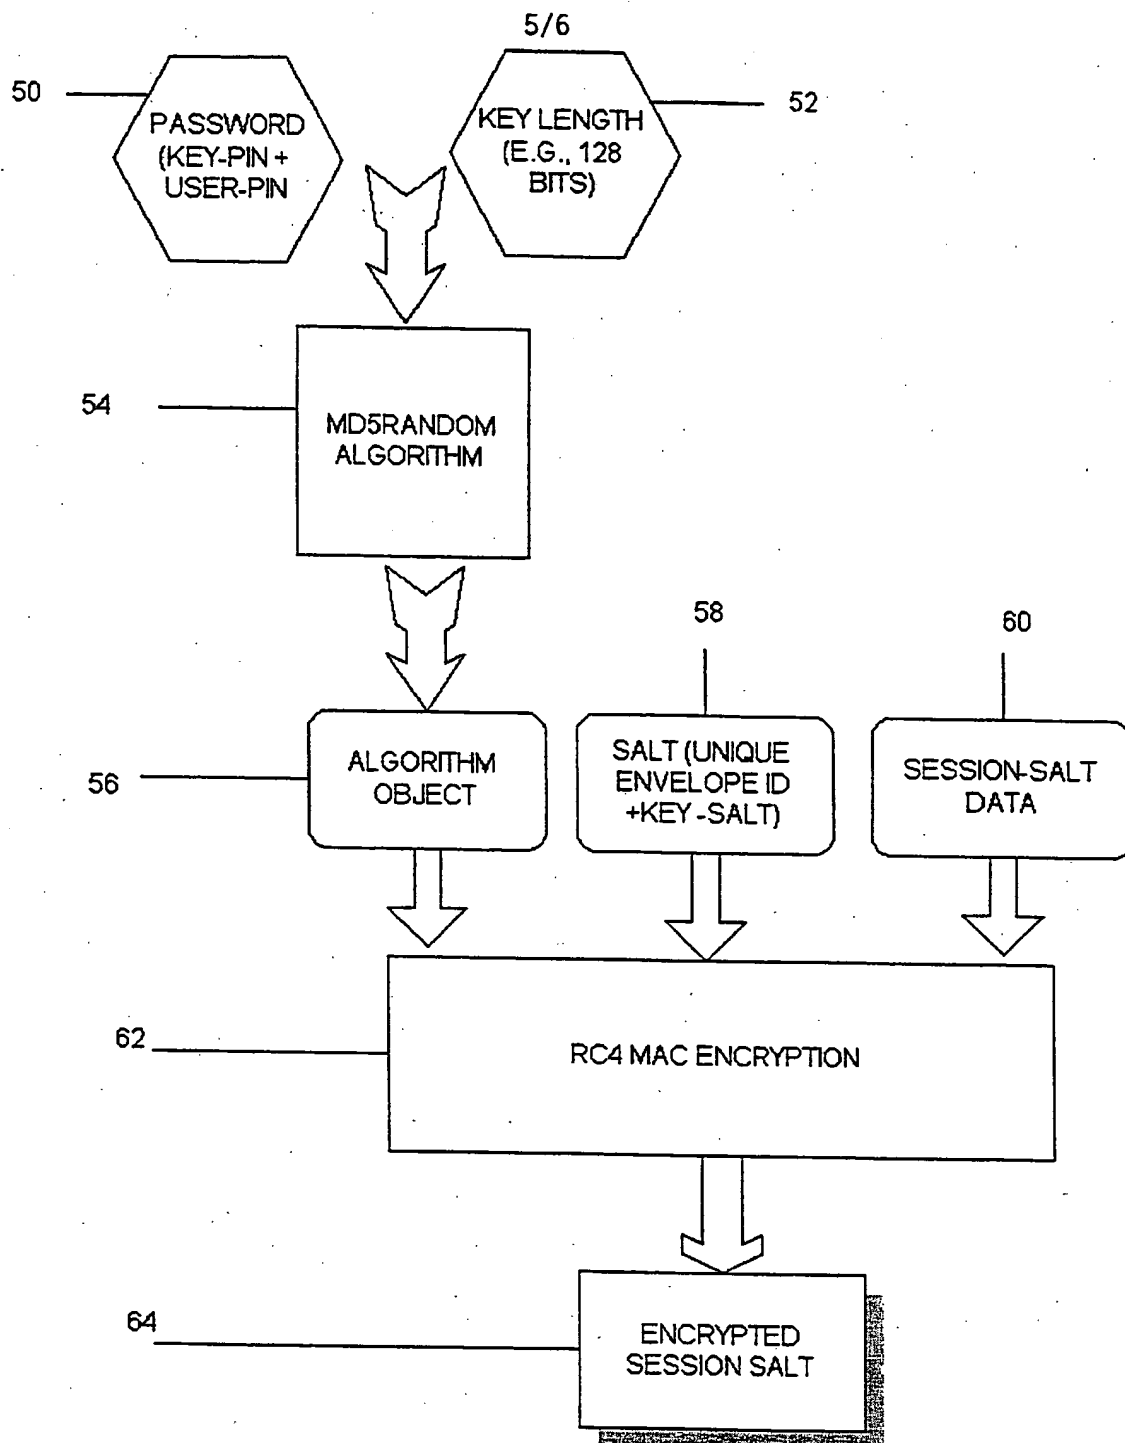 5/6
50
PASSWORD
(KEY-PIN +
USER-PIN
KEY LENGTH
(E.G., 128
BITS)
52
54
MD5RANDOM
ALGORITHM
58
60
56
ALGORITHM
OBJECT
SALT (UNIQUE
ENVELOPE ID
+KEY-SALT)
SESSION-SALT
DATA
62
RC4 MAC ENCRYPTION
64
ENCRYPTED
SESSION SALT